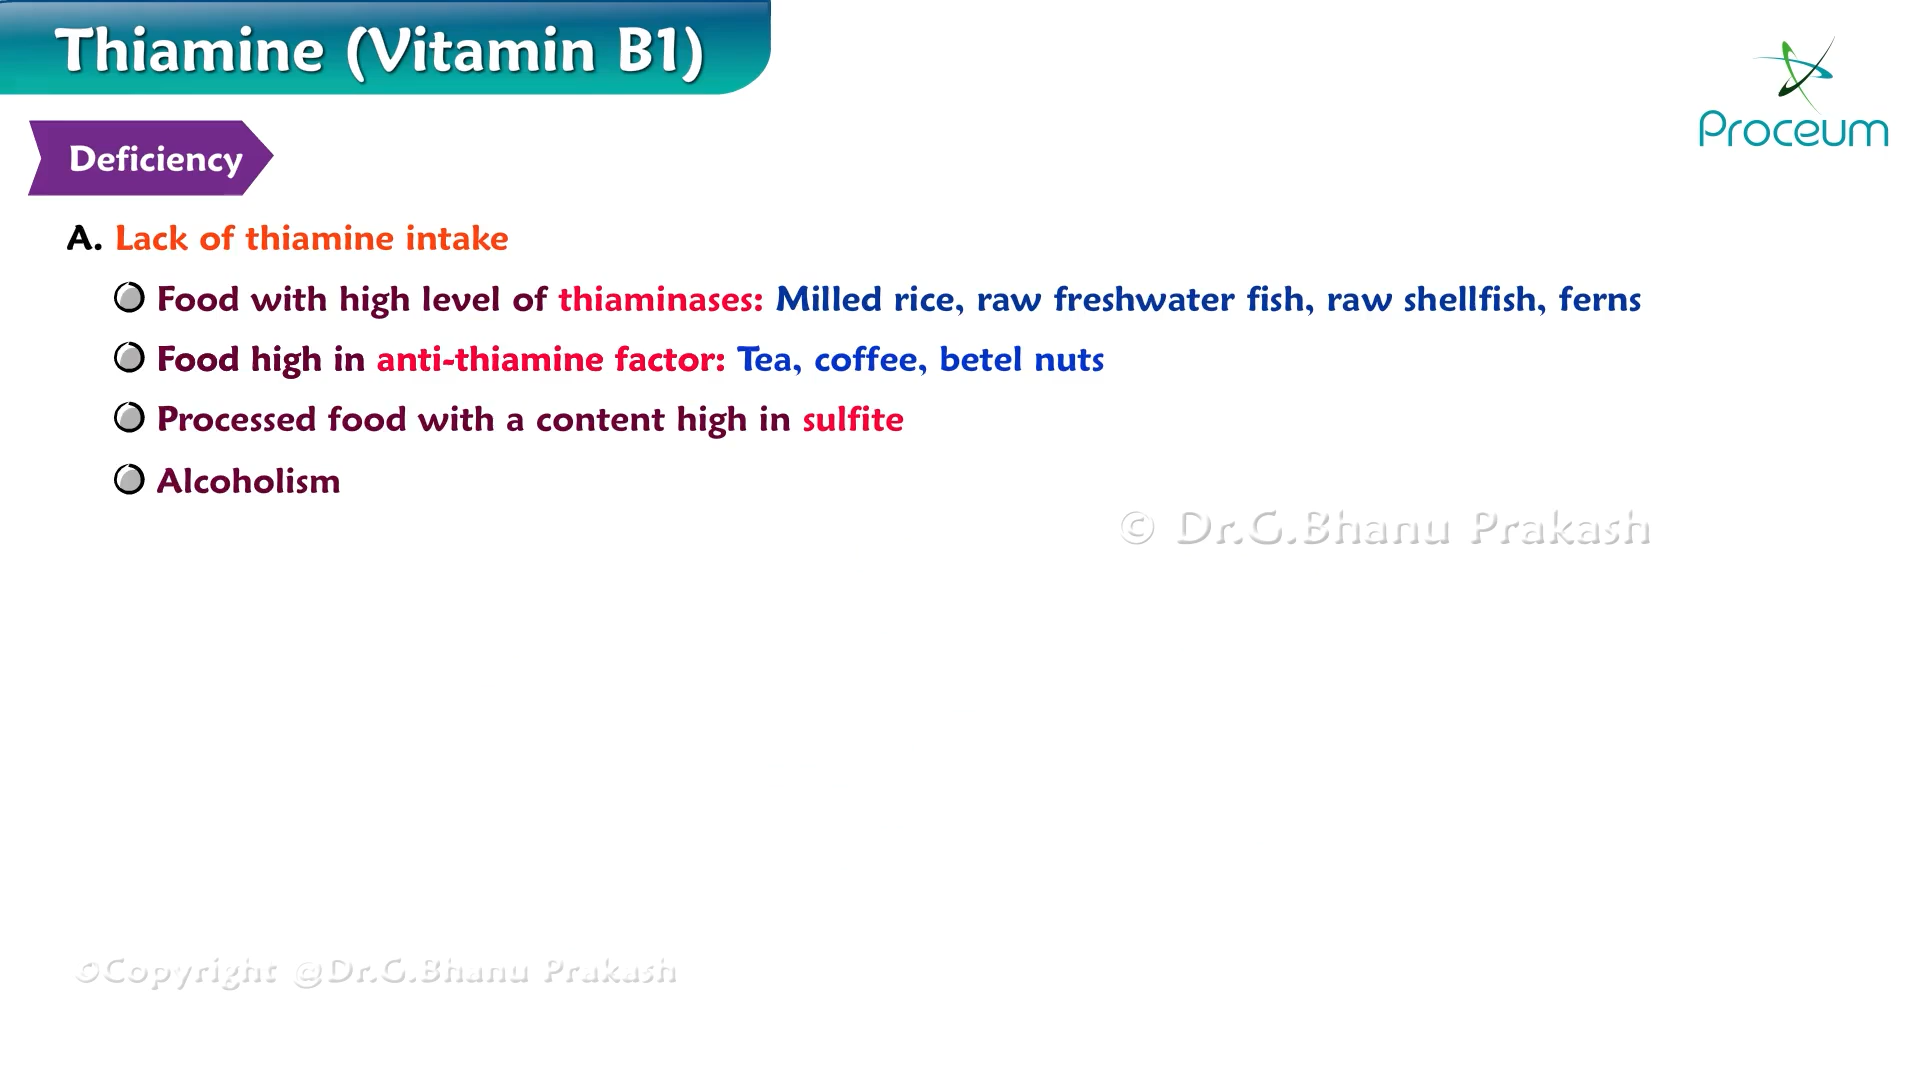 Thiamine (Vitamin B1)
Proceum
Deficiency
A. Lack of thiamine intake
Food with high level of thiaminases: Milled rice, raw freshwater fish, raw shellfish, ferns
Food high in anti-thiamine factor: Tea, coffee, betel nuts
Processed food with a content high in sulfite
Alcoholism
© Dr.G.Bhanu Prakash
©Copyright @Dr.G.Bhanu Prakash